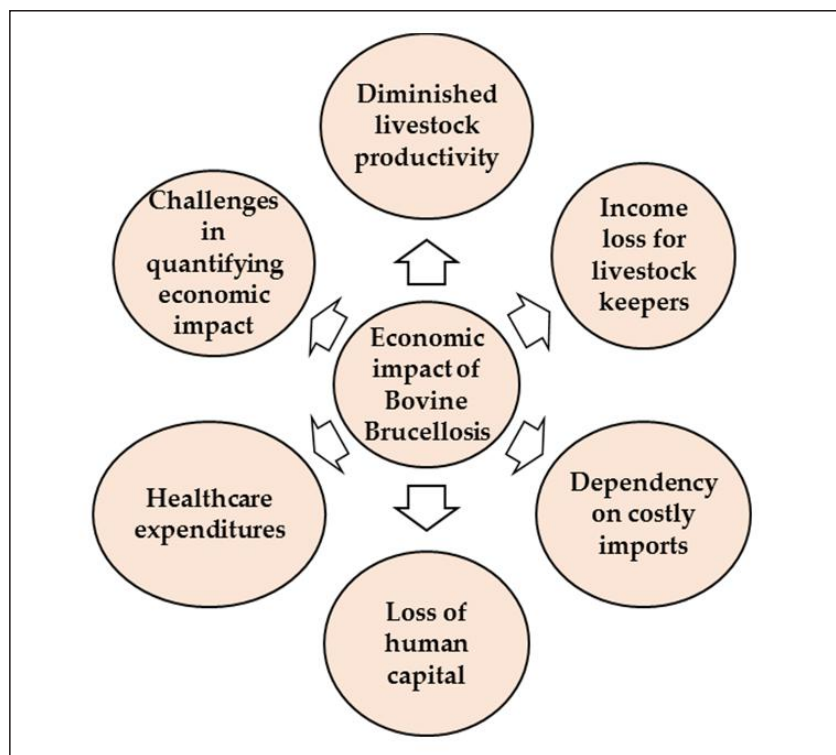 Diminished
livestock
productivity
Income
loss for
livestock
keepers
Dependency
on costly
imports
Loss of
human
capital
Healthcare
expenditures
Challenges
in
quantifying
economic
impact
Economic
impact of
Bovine
Brucellosis